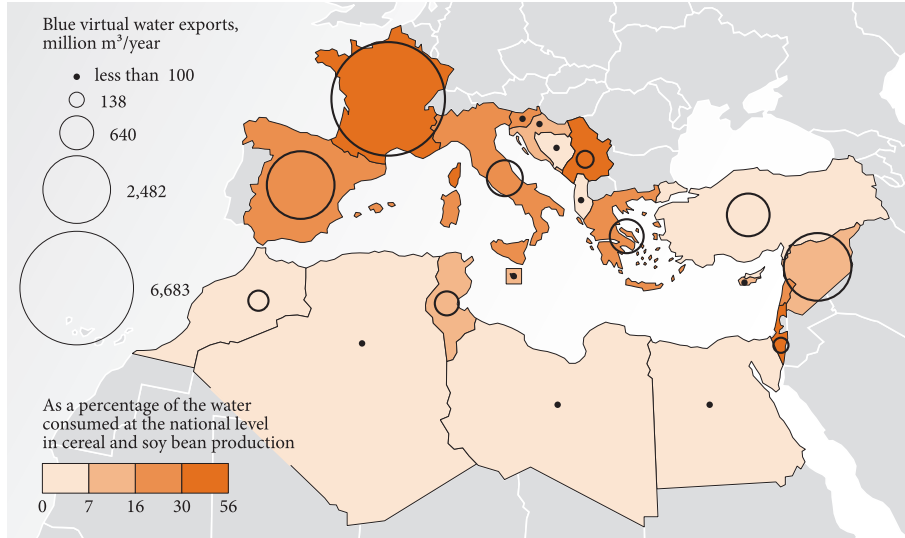 Blue virtual water exports,
million m³/year
less than 100
138
640
2,482
6,683
As a percentage of the water
consumed at the national level
in cereal and soy bean production
0 7 16 30 56